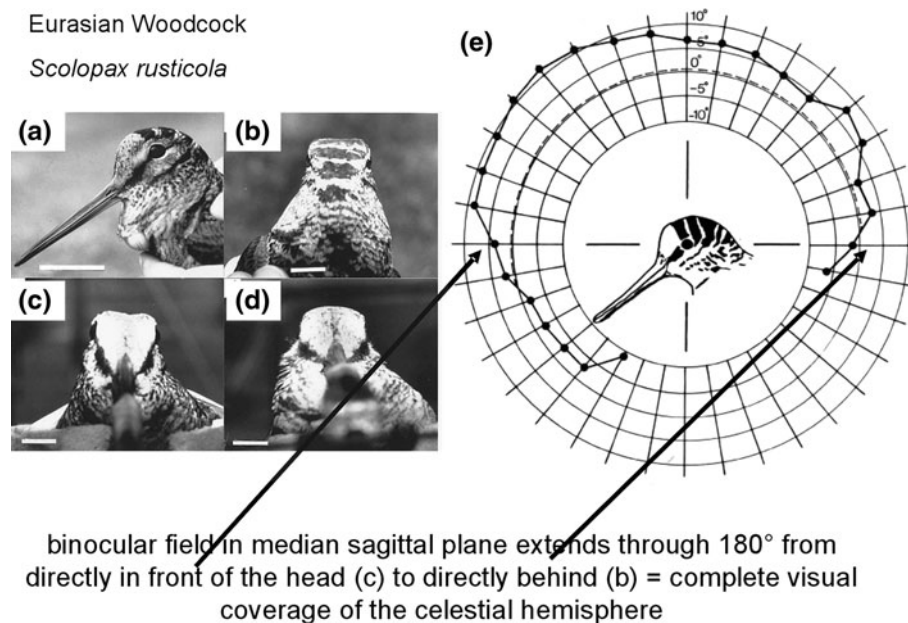 Eurasian Woodcock
Scolopax rusticola
(a)
(b)
(c)
(d)
(e)
10°
5°
0°
-5°
-10°
binocular field in median sagittal plane extends through 180° from
directly in front of the head (c) to directly behind (b) = complete visual
coverage of the celestial hemisphere